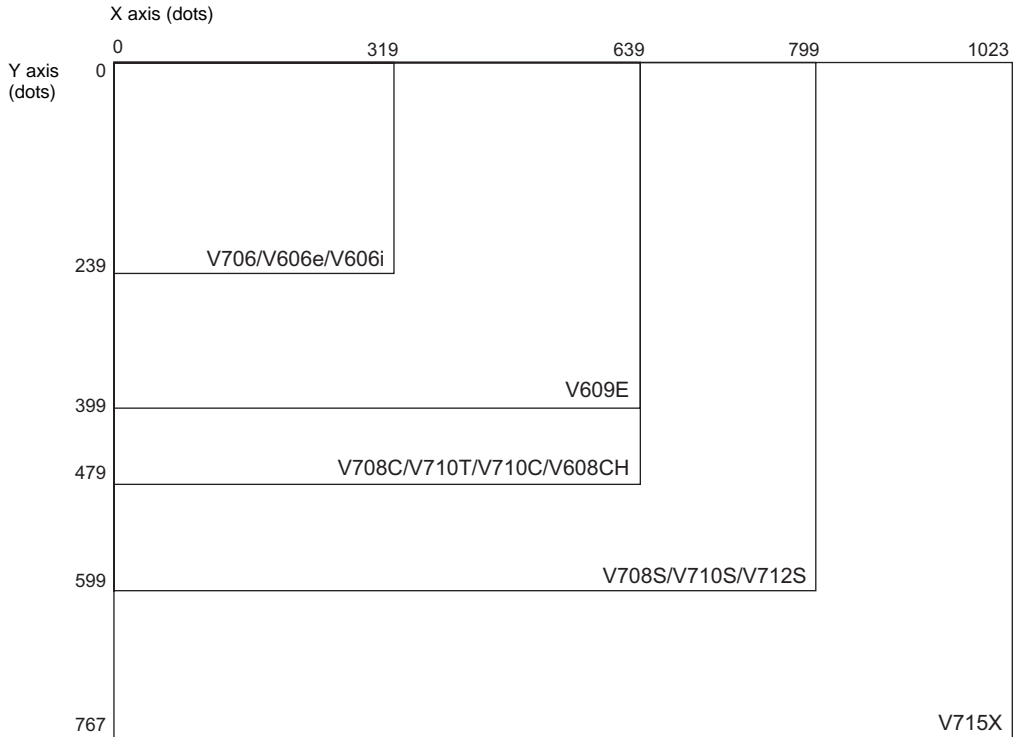 X axis (dots)
0 319 639 799 1023
Y axis 0
(dots)
V706/V606e/V606i
239
V609E
399
V708C/V710T/V710C/V608CH
479
V708S/V710S/V712S
599
767 V715X